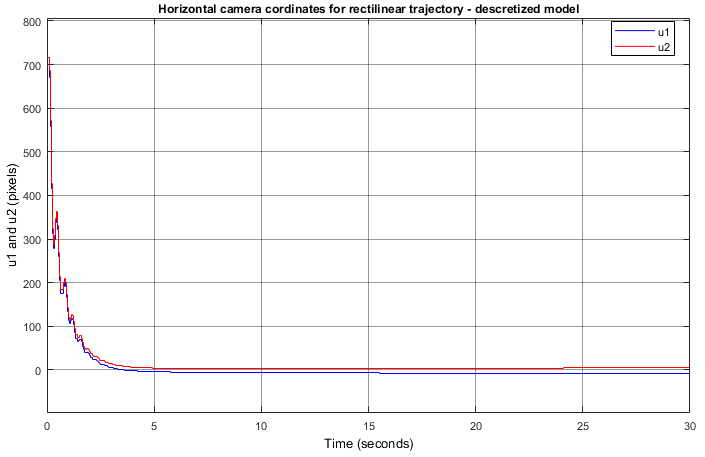 Horizontal camera cordinates for rectilinear trajectory - descretized model
u1
u2
800
700
600
500
400
300
200
100
0
u1 and u2 (pixels)
0 5 10 15 20 25 30
Time (seconds)